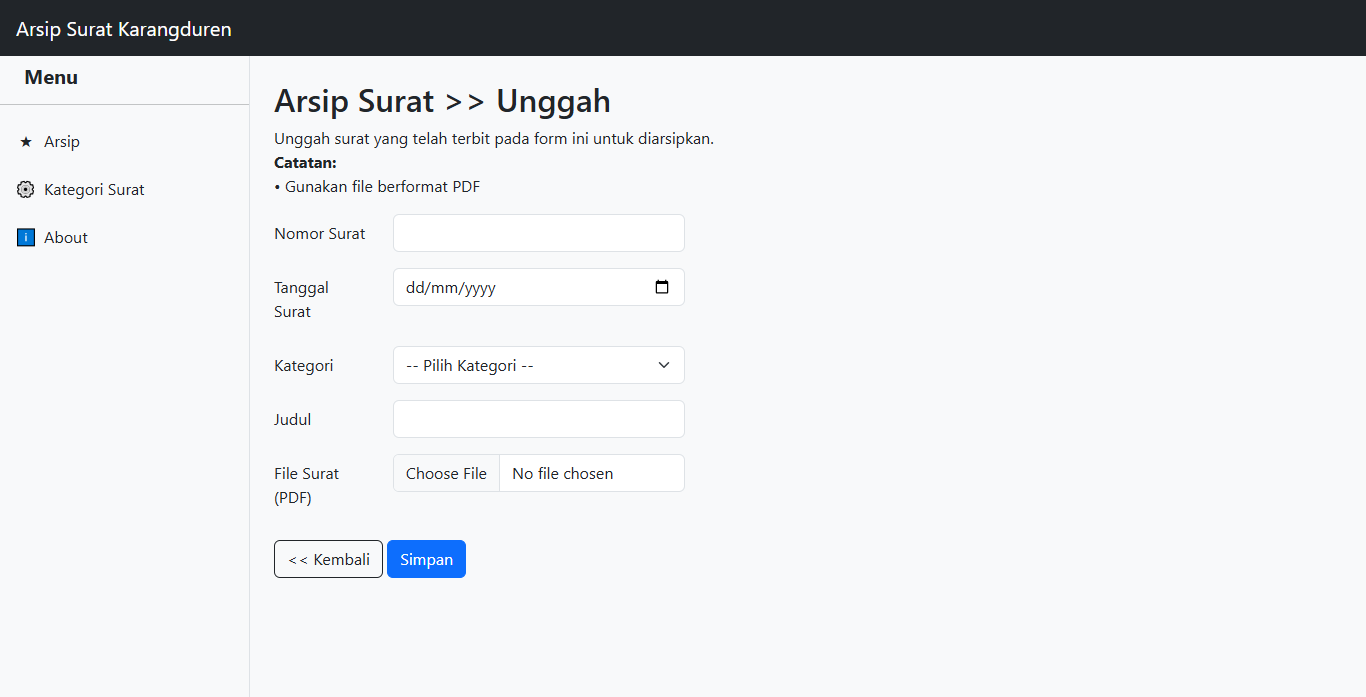 Arsip Surat Karangduren
Menu
★ Arsip
Kategori Surat
i About
Arsip Surat >> Unggah
Unggah surat yang telah terbit pada form ini untuk diarsipkan.
Catatan:
• Gunakan file berformat PDF
Nomor Surat
Tanggal
Surat
dd/mm/yyyy
Kategori
-- Pilih Kategori --
Judul
File Surat
(PDF)
Choose File No file chosen
<< Kembali
Simpan